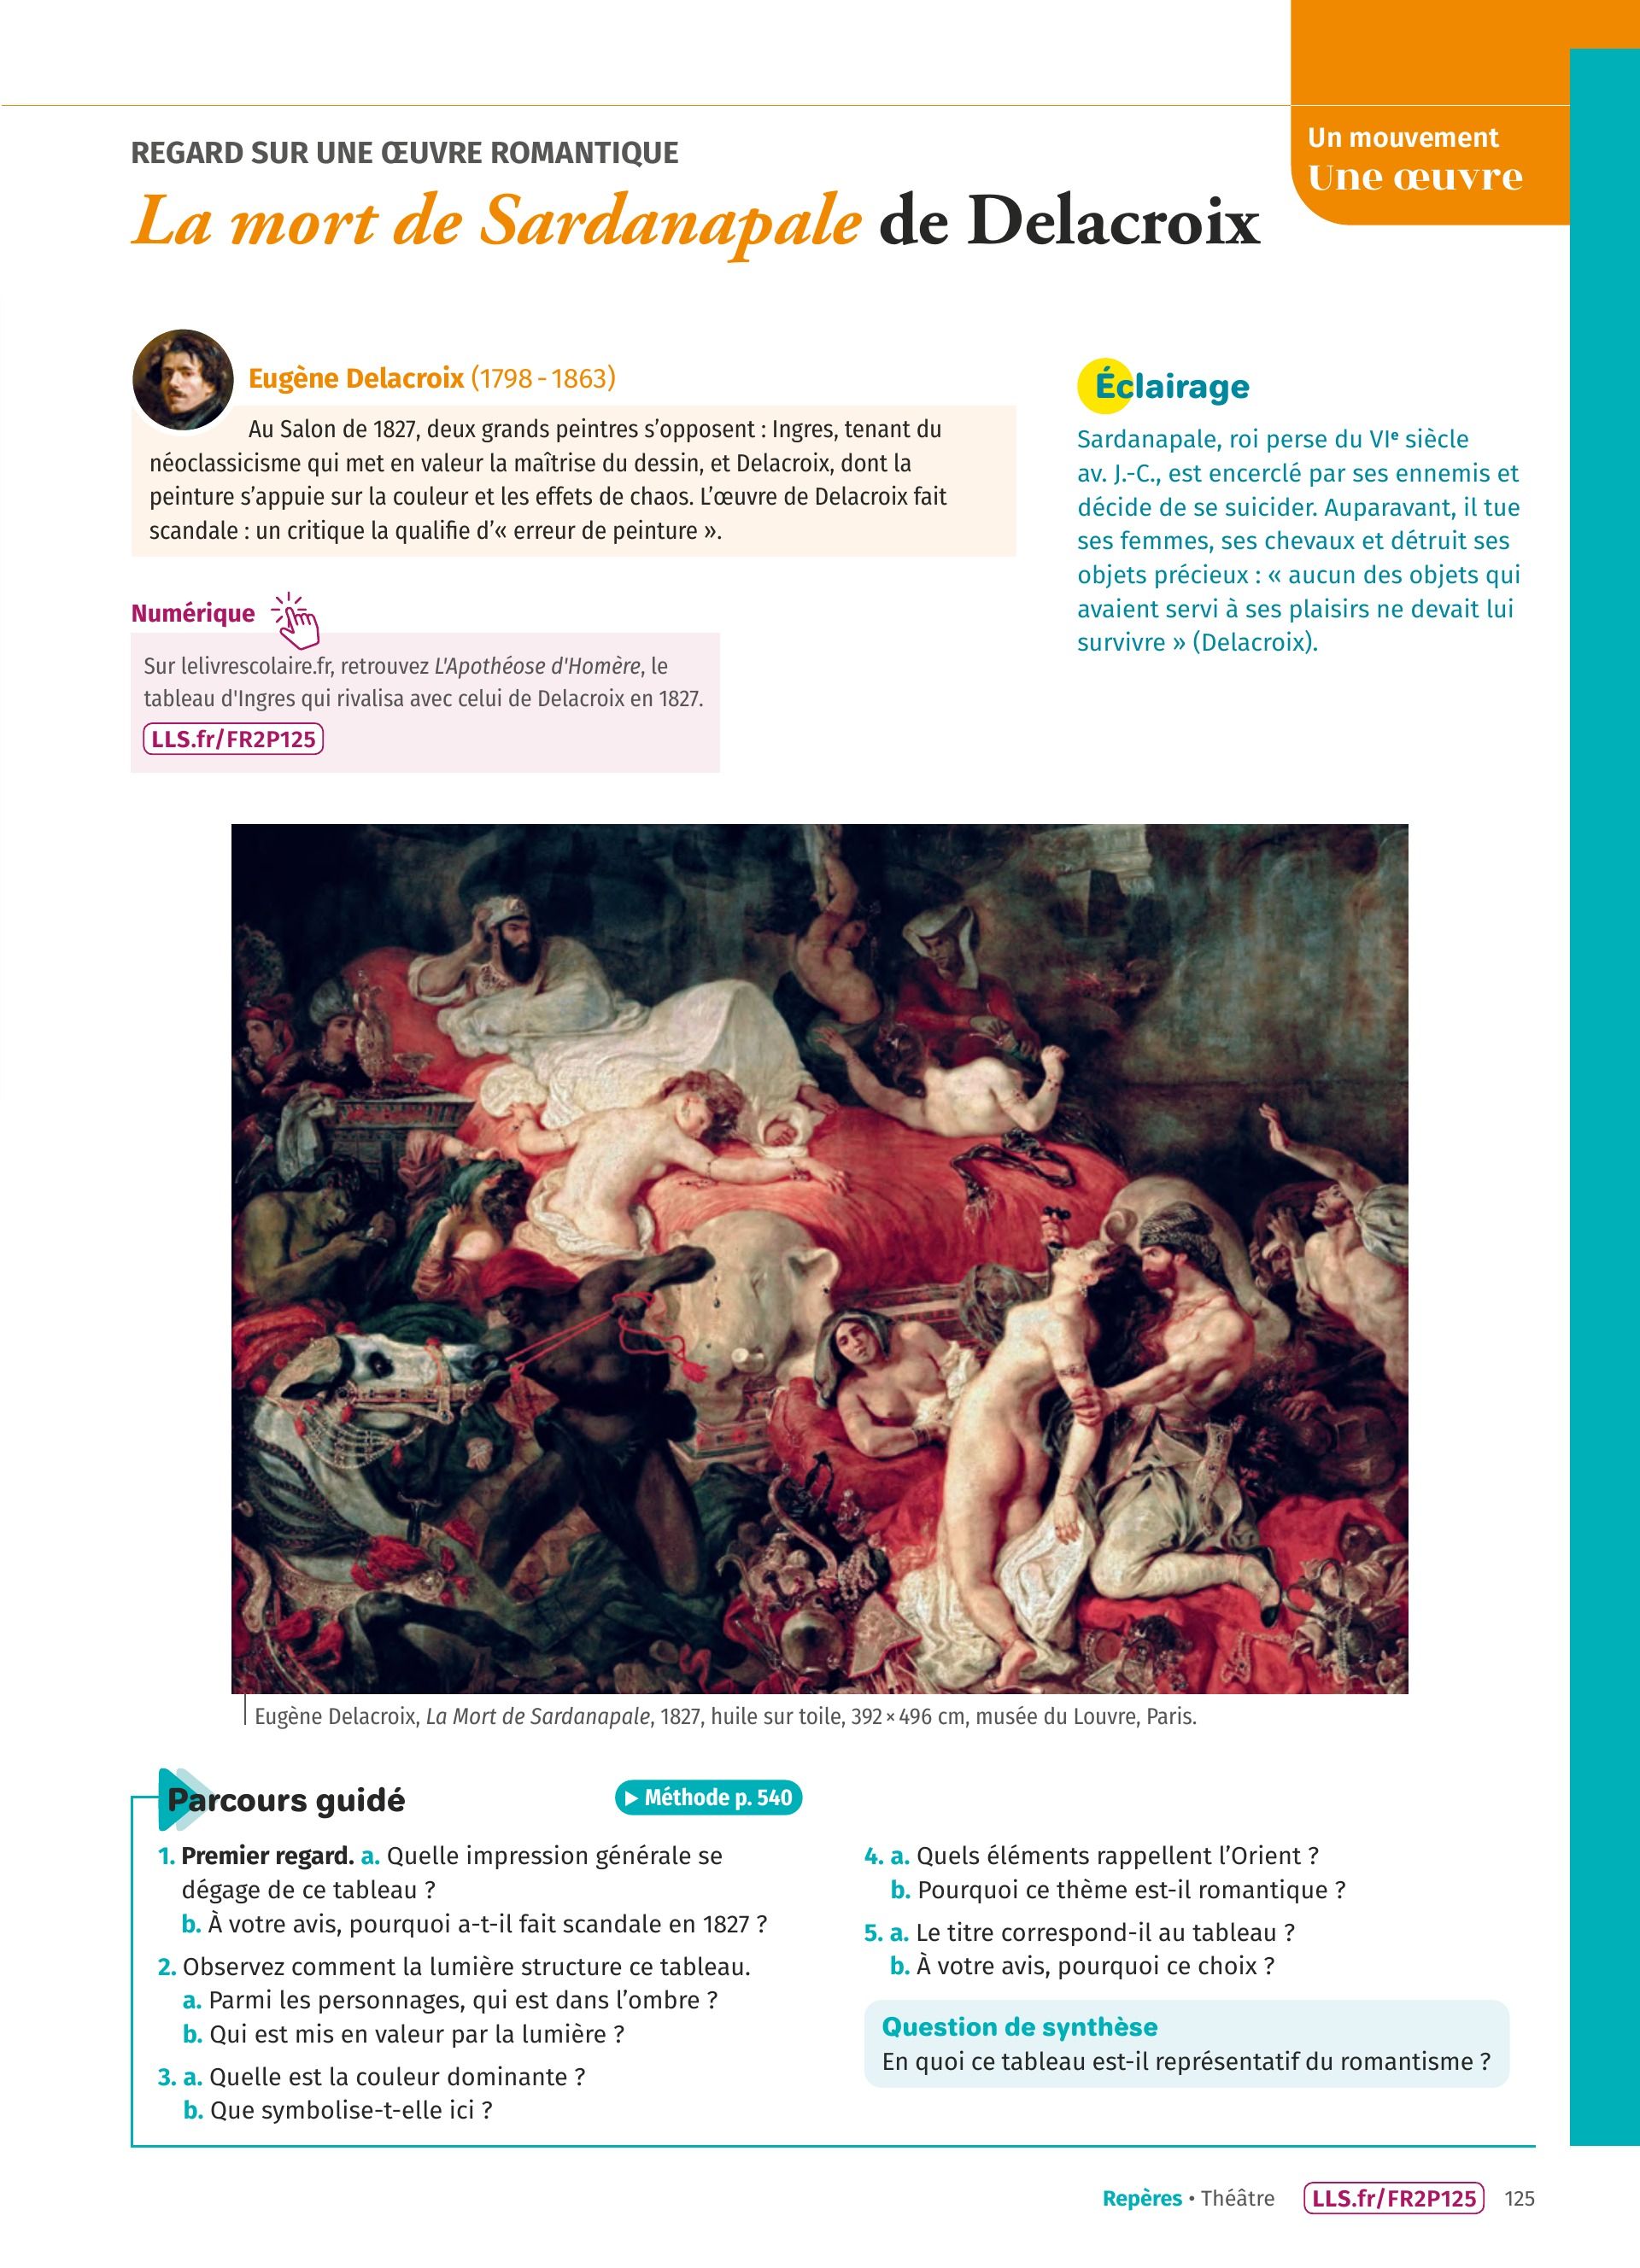 Un mouvement
Une œuvre
REGARD SUR UNE ŒUVRE ROMANTIQUE
La mort de Sardanapale de Delacroix
Eugène Delacroix (1798 - 1863)
Au Salon de 1827, deux grands peintres s’opposent : Ingres, tenant du
néoclassicisme qui met en valeur la maîtrise du dessin, et Delacroix, dont la
peinture s’appuie sur la couleur et les effets de chaos. L’œuvre de Delacroix fait
scandale : un critique la qualifie d’« erreur de peinture ».
Numérique
Sur lelivrescolaire.fr, retrouvez L'Apothéose d'Homère, le
tableau d'Ingres qui rivalisa avec celui de Delacroix en 1827.
LLS.fr/FR2P125
Éclairage
Sardanapale, roi perse du VIe siècle
av. J.-C., est encerclé par ses ennemis et
décide de se suicider. Auparavant, il tue
ses femmes, ses chevaux et détruit ses
objets précieux : « aucun des objets qui
avaient servi à ses plaisirs ne devait lui
survivre » (Delacroix).
Eugène Delacroix, La Mort de Sardanapale, 1827, huile sur toile, 392 × 496 cm, musée du Louvre, Paris.
Parcours guidé
▶ Méthode p. 540
1. Premier regard. a. Quelle impression générale se
dégage de ce tableau ?
b. À votre avis, pourquoi a-t-il fait scandale en 1827 ?
2. Observez comment la lumière structure ce tableau.
a. Parmi les personnages, qui est dans l’ombre ?
b. Qui est mis en valeur par la lumière ?
3. a. Quelle est la couleur dominante ?
b. Que symbolise-t-elle ici ?
4. a. Quels éléments rappellent l’Orient ?
b. Pourquoi ce thème est-il romantique ?
5. a. Le titre correspond-il au tableau ?
b. À votre avis, pourquoi ce choix ?
Question de synthèse
En quoi ce tableau est-il représentatif du romantisme ?
Repères • Théâtre LLS.fr/FR2P125 125